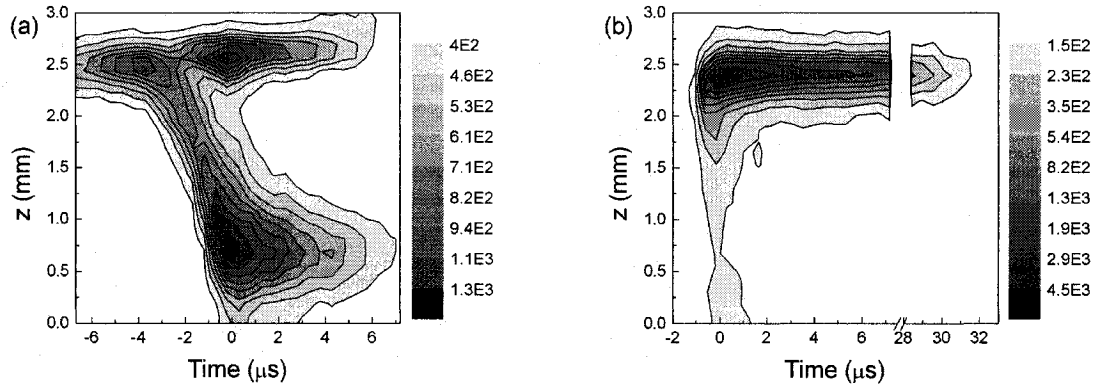 (a)
3.0
2.5
2.0
1.5
1.0
0.5
0.0
z (mm)
-6 -4 -2 0 2 4 6
Time (μs)
4E2
4.6E2
5.3E2
6.1E2
7.1E2
8.2E2
9.4E2
1.1E3
1.3E3
(b)
3.0
2.5
2.0
1.5
1.0
0.5
0.0
z (mm)
-2 0 2 4 6 28 30 32
Time (μs)
1.5E2
2.3E2
3.5E2
5.4E2
8.2E2
1.3E3
1.9E3
2.9E3
4.5E3